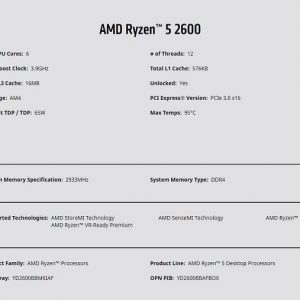 AMD Ryzen™ 5 2600
PU Cores: 6 # of Threads: 12
oost Clock: 3.9GHz Total L1 Cache: 576KB
L3 Cache: 16MB Unlocked: Yes
ge: AM4 PCI Express® Version: PCIe 3.0 x16
lt TDP / TDP: 65W Max Temps: 95°C
m Memory Specification: 2933MHz System Memory Type: DDR4
rted Technologies: AMD StoreMI Technology AMD SenseMI Technology AMD Ryzen™
AMD Ryzen™ VR-Ready Premium
ct Family: AMD Ryzen™ Processors Product Line: AMD Ryzen™ 5 Desktop Processors
ray: YD2600BBM6IAF OPN PIB: YD2600BBAFBOX